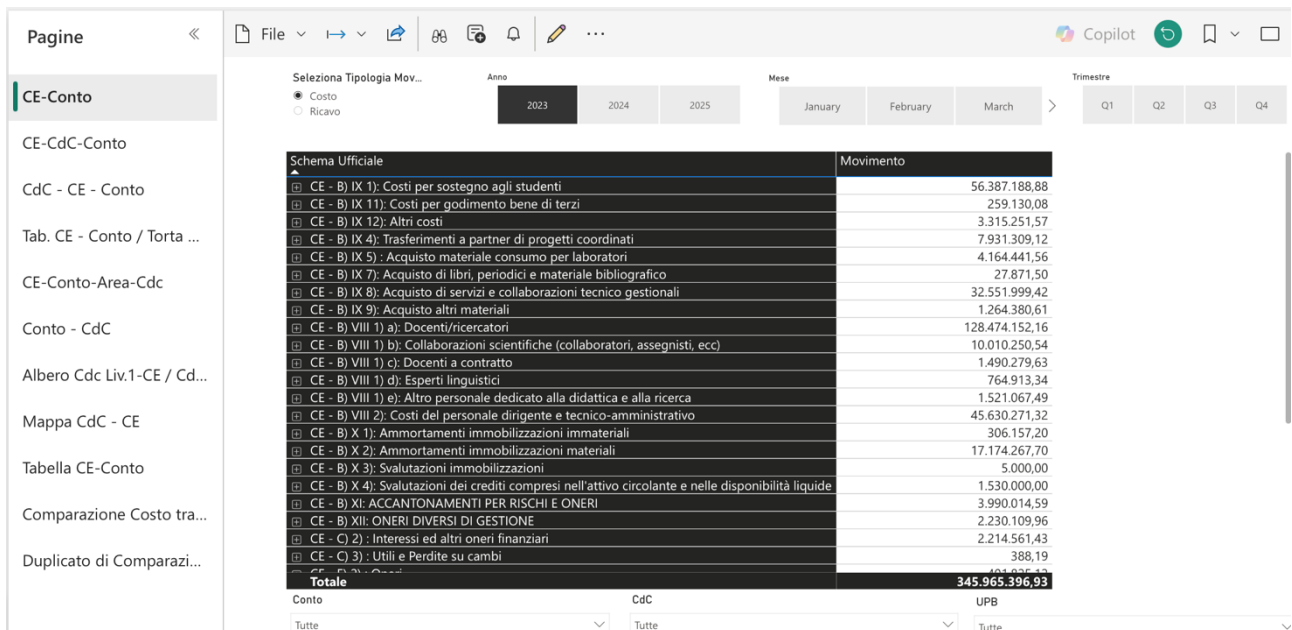 Pagine
File
Copilot
CE-Conto
CE-CdC-Conto
CdC - CE - Conto
Tab. CE - Conto / Torta ...
CE-Conto-Area-Cdc
Conto - CdC
Albero Cdc Liv.1-CE / Cd...
Mappa CdC - CE
Tabella CE-Conto
Comparazione Costo tra...
Duplicato di Comparazi...
Seleziona Tipologia Mov...
Costo
Ricavo
Anno
2023 2024 2025
Mese
January February March
Trimestre
Q1 Q2 Q3 Q4
Schema Ufficiale Movimento
CE - B) IX 1): Costi per sostegno agli studenti 56.387.188,88
CE - B) IX 11): Costi per godimento bene di terzi 259.130,08
CE - B) IX 12): Altri costi 3.315.251,57
CE - B) IX 4): Trasferimenti a partner di progetti coordinati 7.931.309,12
CE - B) IX 5) : Acquisto materiale consumo per laboratori 4.164.441,56
CE - B) IX 7): Acquisto di libri, periodici e materiale bibliografico 27.871,50
CE - B) IX 8): Acquisto di servizi e collaborazioni tecnico gestionali 32.551.999,42
CE - B) IX 9): Acquisto altri materiali 1.264.380,61
CE - B) VIII 1) a): Docenti/ricercatori 128.474.152,16
CE - B) VIII 1) b): Collaborazioni scientifiche (collaboratori, assegnisti, ecc) 10.010.250,54
CE - B) VIII 1) c): Docenti a contratto 1.490.279,63
CE - B) VIII 1) d): Esperti linguistici 764.913,34
CE - B) VIII 1) e): Altro personale dedicato alla didattica e alla ricerca 1.521.067,49
CE - B) VIII 2): Costi del personale dirigente e tecnico-amministrativo 45.630.271,32
CE - B) X 1): Ammortamenti immobilizzazioni immateriali 306.157,20
CE - B) X 2): Ammortamenti immobilizzazioni materiali 17.174.267,70
CE - B) X 3): Svalutazioni immobilizzazioni 5.000,00
CE - B) X 4): Svalutazioni dei crediti compresi nell'attivo circolante e nelle disponibilità liquide 1.530.000,00
CE - B) XI: ACCANTONAMENTI PER RISCHI E ONERI 3.990.014,59
CE - B) XII: ONERI DIVERSI DI GESTIONE 2.230.109,96
CE - C) 2) : Interessi ed altri oneri finanziari 2.214.561,43
CE - C) 3) : Utili e Perdite su cambi 388,19
Totale 345.965.396,93
Conto CdC UPB
Tutte Tutte Tutte